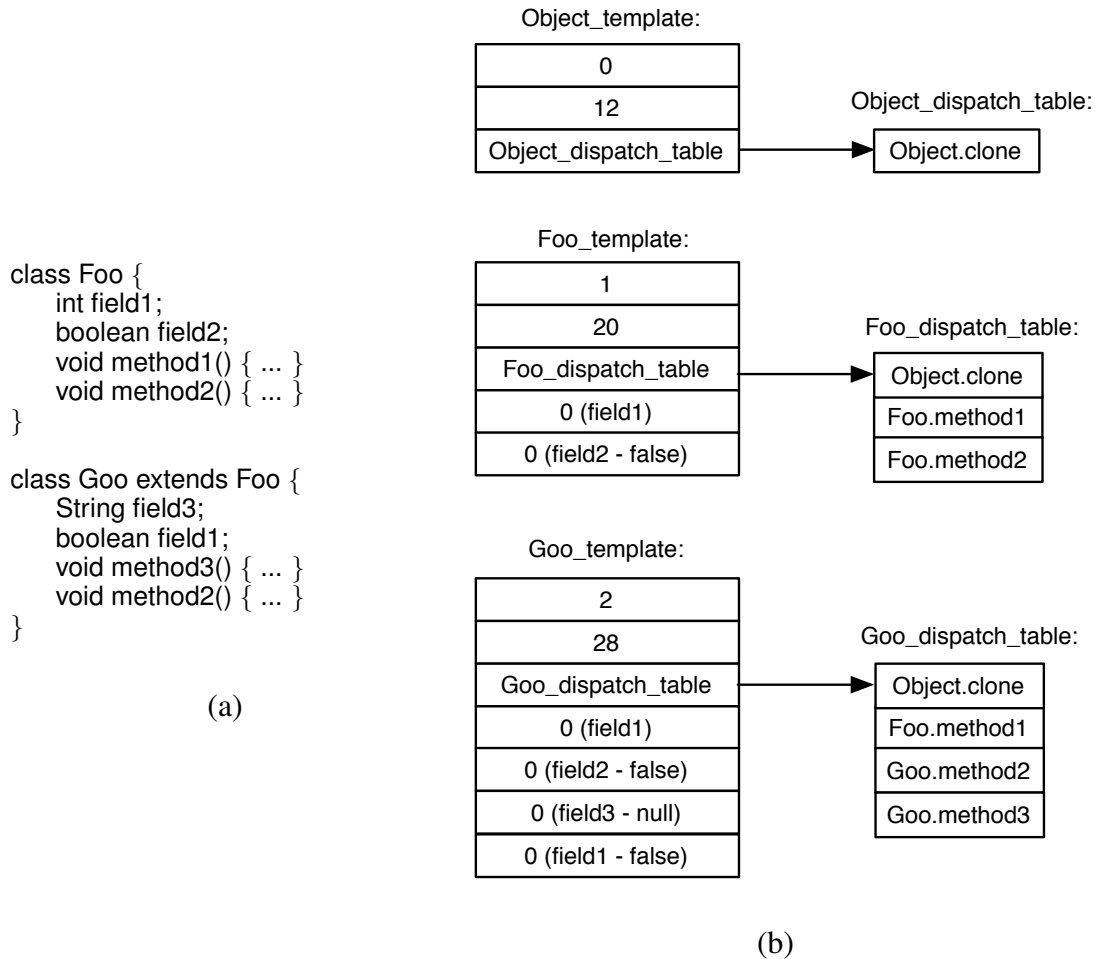 Object_template:
0
12
Object_dispatch_table
Object_dispatch_table:
Object.clone
class Foo {
int field1;
boolean field2;
void method1() { ... }
void method2() { ... }
}
class Goo extends Foo {
String field3;
boolean field1;
void method3() { ... }
void method2() { ... }
}
(a)
Foo_template:
1
20
Foo_dispatch_table
0 (field1)
0 (field2 - false)
Foo_dispatch_table:
Object.clone
Foo.method1
Foo.method2
Goo_template:
2
28
Goo_dispatch_table
0 (field1)
0 (field2 - false)
0 (field3 - null)
0 (field1 - false)
Goo_dispatch_table:
Object.clone
Foo.method1
Goo.method2
Goo.method3
(b)